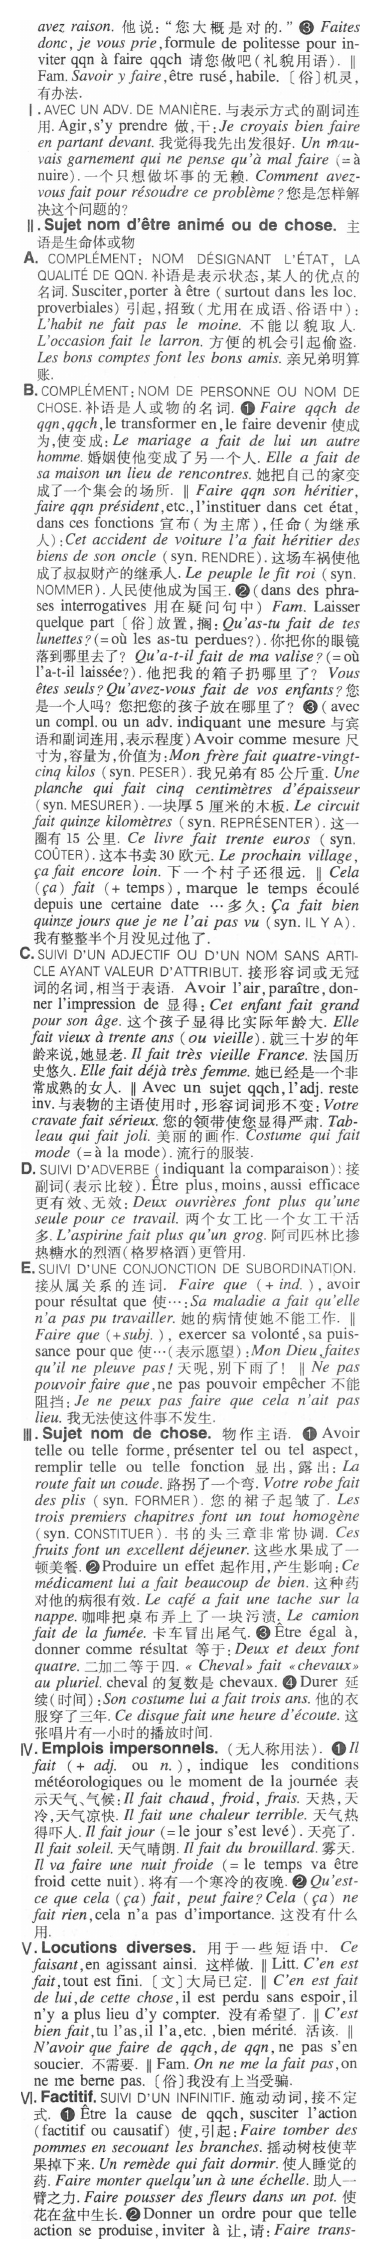 avez raison. 他说:“您大概是对的.” ❸ Faites
donc, je vous prie, formule de politesse pour in-
viter qqn à faire qqch 请您做吧(礼貌用语). ‖
Fam. Savoir y faire, être rusé, habile. 〔俗〕机灵,
有办法.
Ⅰ. AVEC UN ADV. DE MANIÈRE. 与表示方式的副词连
用. Agir, s'y prendre 做,干: Je croyais bien faire
en partant devant. 我觉得我先出发很好. Un mau-
vais garnement qui ne pense qu'à mal faire (= à
nuire). 一个只想做坏事的无赖. Comment avez-
vous fait pour résoudre ce problème? 您是怎样解
决这个问题的?
Ⅱ. Sujet nom d'être animé ou de chose. 主
语是生命体或物
A. COMPLÉMENT: NOM DÉSIGNANT L'ÉTAT, LA
QUALITÉ DE QQN. 补语是表示状态,某人的优点的
名词. Susciter, porter à être (surtout dans les loc.
proverbiales) 引起,招致(尤用在成语、俗语中):
L'habit ne fait pas le moine. 不能以貌取人.
L'occasion fait le larron. 方便的机会引起偷盗.
Les bons comptes font les bons amis. 亲兄弟明算
账.
B. COMPLÉMENT: NOM DE PERSONNE OU NOM DE
CHOSE. 补语是人或物的名词. ❶ Faire qqch de
qqn, qqch, le transformer en, le faire devenir 使成
为,使变成: Le mariage a fait de lui un autre
homme. 婚姻使他变成了另一个人. Elle a fait de
sa maison un lieu de rencontres. 她把自己的家变
成了一个集会的场所. ‖ Faire qqn son héritier,
faire qqn président, etc., l'instituer dans cet état,
dans ces fonctions 宣布(为主席),任命(为继承
人): Cet accident de voiture l'a fait héritier des
biens de son oncle (syn. RENDRE). 这场车祸使他
成了叔叔财产的继承人. Le peuple le fit roi (syn.
NOMMER). 人民使他成为国王. ❷ (dans des phra-
ses interrogatives 用在疑问句中) Fam. Laisser
quelque part 〔俗〕放置,搁: Qu'as-tu fait de tes
lunettes? (= où les as-tu perdues?). 你把你的眼镜
落到哪里去了? Qu'a-t-il fait de ma valise? (= où
l'a-t-il laissée?). 他把我的箱子扔哪里了? Vous
êtes seuls? Qu'avez-vous fait de vos enfants? 您
是一个人吗? 您把您的孩子放在哪里了? ❸ (avec
un compl. ou un adv. indiquant une mesure 与宾
语和副词连用,表示程度) Avoir comme mesure 尺
寸为,容量为,价值为: Mon frère fait quatre-vingt-
cinq kilos (syn. PESER). 我兄弟有 85 公斤重. Une
planche qui fait cinq centimètres d'épaisseur
(syn. MESURER). 一块厚 5 厘米的木板. Le circuit
fait quinze kilomètres (syn. REPRÉSENTER). 这一
圈有 15 公里. Ce livre fait trente euros (syn.
COÛTER). 这本书卖 30 欧元. Le prochain village,
ça fait encore loin. 下一个村子还很远. ‖ Cela
(ça) fait (+ temps), marque le temps écoulé
depuis une certaine date …多久: Ça fait bien
quinze jours que je ne l'ai pas vu (syn. IL Y A).
我有整整半个月没见过他了.
C. SUIVI D'UN ADJECTIF OU D'UN NOM SANS ARTI-
CLE AYANT VALEUR D'ATTRIBUT. 接形容词或无冠
词的名词,相当于表语. Avoir l'air, paraître, don-
ner l'impression de 显得: Cet enfant fait grand
pour son âge. 这个孩子显得比实际年龄大. Elle
fait vieux à trente ans (ou vieille). 就三十岁的年
龄来说,她显老. Il fait très vieille France. 法国历
史悠久. Elle fait déjà très femme. 她已经是一个非
常成熟的女人. ‖ Avec un sujet qqch, l'adj. reste
inv. 与表物的主语使用时,形容词词形不变: Votre
cravate fait sérieux. 您的领带使您显得严肃. Tab-
leau qui fait joli. 美丽的画作. Costume qui fait
mode (= à la mode). 流行的服装.
D. SUIVI D'ADVERBE (indiquant la comparaison): 接
副词(表示比较). Être plus, moins, aussi efficace
更有效、无效: Deux ouvrières font plus qu'une
seule pour ce travail. 两个女工比一个女工干活
多. L'aspirine fait plus qu'un grog. 阿司匹林比掺
热糖水的烈酒(格罗格酒)更管用.
E. SUIVI D'UNE CONJONCTION DE SUBORDINATION.
接从属关系的连词. Faire que (+ ind.), avoir
pour résultat que 使…: Sa maladie a fait qu'elle
n'a pas pu travailler. 她的病情使她不能工作. ‖
Faire que (+subj.), exercer sa volonté, sa puis-
sance pour que 使…(表示愿望): Mon Dieu, faites
qu'il ne pleuve pas! 天呢,别下雨了! ‖ Ne pas
pouvoir faire que, ne pas pouvoir empêcher 不能
阻挡: Je ne peux pas faire que cela n'ait pas
lieu. 我无法使这件事不发生.
Ⅲ. Sujet nom de chose. 物作主语. ❶ Avoir
telle ou telle forme, présenter tel ou tel aspect,
remplir telle ou telle fonction 显出,露出: La
route fait un coude. 路拐了一个弯. Votre robe fait
des plis (syn. FORMER). 您的裙子起皱了. Les
trois premiers chapitres font un tout homogène
(syn. CONSTITUER). 书的头三章非常协调. Ces
fruits font un excellent déjeuner. 这些水果成了一
顿美餐. ❷ Produire un effet 起作用,产生影响: Ce
médicament lui a fait beaucoup de bien. 这种药
对他的病很有效. Le café a fait une tache sur la
nappe. 咖啡把桌布弄上了一块污渍. Le camion
fait de la fumée. 卡车冒出尾气. ❸ Être égal à,
donner comme résultat 等于: Deux et deux font
quatre. 二加二等于四. « Cheval» fait «chevaux»
au pluriel. cheval 的复数是 chevaux. ❹ Durer 延
续(时间): Son costume lui a fait trois ans. 他的衣
服穿了三年. Ce disque fait une heure d'écoute. 这
张唱片有一小时的播放时间.
Ⅳ. Emplois impersonnels. (无人称用法). ❶ Il
fait (+ adj. ou n.), indique les conditions
météorologiques ou le moment de la journée 表
示天气、气候: Il fait chaud, froid, frais. 天热,天
冷,天气凉快. Il fait une chaleur terrible. 天气热
得吓人. Il fait jour (= le jour s'est levé). 天亮了.
Il fait soleil. 天气晴朗. Il fait du brouillard. 雾天.
Il va faire une nuit froide (= le temps va être
froid cette nuit). 将有一个寒冷的夜晚. ❷ Qu'est-
ce que cela (ça) fait, peut faire? Cela (ça) ne
fait rien, cela n'a pas d'importance. 这没有什么
用.
Ⅴ. Locutions diverses. 用于一些短语中. Ce
faisant, en agissant ainsi. 这样做. ‖ Litt. C'en est
fait, tout est fini. 〔文〕大局已定. ‖ C'en est fait
de lui, de cette chose, il est perdu sans espoir, il
n'y a plus lieu d'y compter. 没有希望了. ‖ C'est
bien fait, tu l'as, il l'a, etc., bien mérité. 活该. ‖
N'avoir que faire de qqch, de qqn, ne pas s'en
soucier. 不需要. ‖ Fam. On ne me la fait pas, on
ne me berne pas. 〔俗〕我没有上当受骗.
Ⅵ. Factitif. SUIVI D'UN INFINITIF. 施动动词,接不定
式. ❶ Être la cause de qqch, susciter l'action
(factitif ou causatif) 使,引起: Faire tomber des
pommes en secouant les branches. 摇动树枝使苹
果掉下来. Un remède qui fait dormir. 使人睡觉的
药. Faire monter quelqu'un à une échelle. 助人一
臂之力. Faire pousser des fleurs dans un pot. 使
花在盆中生长. ❷ Donner un ordre pour que telle
action se produise, inviter à 让,请: Faire trans-